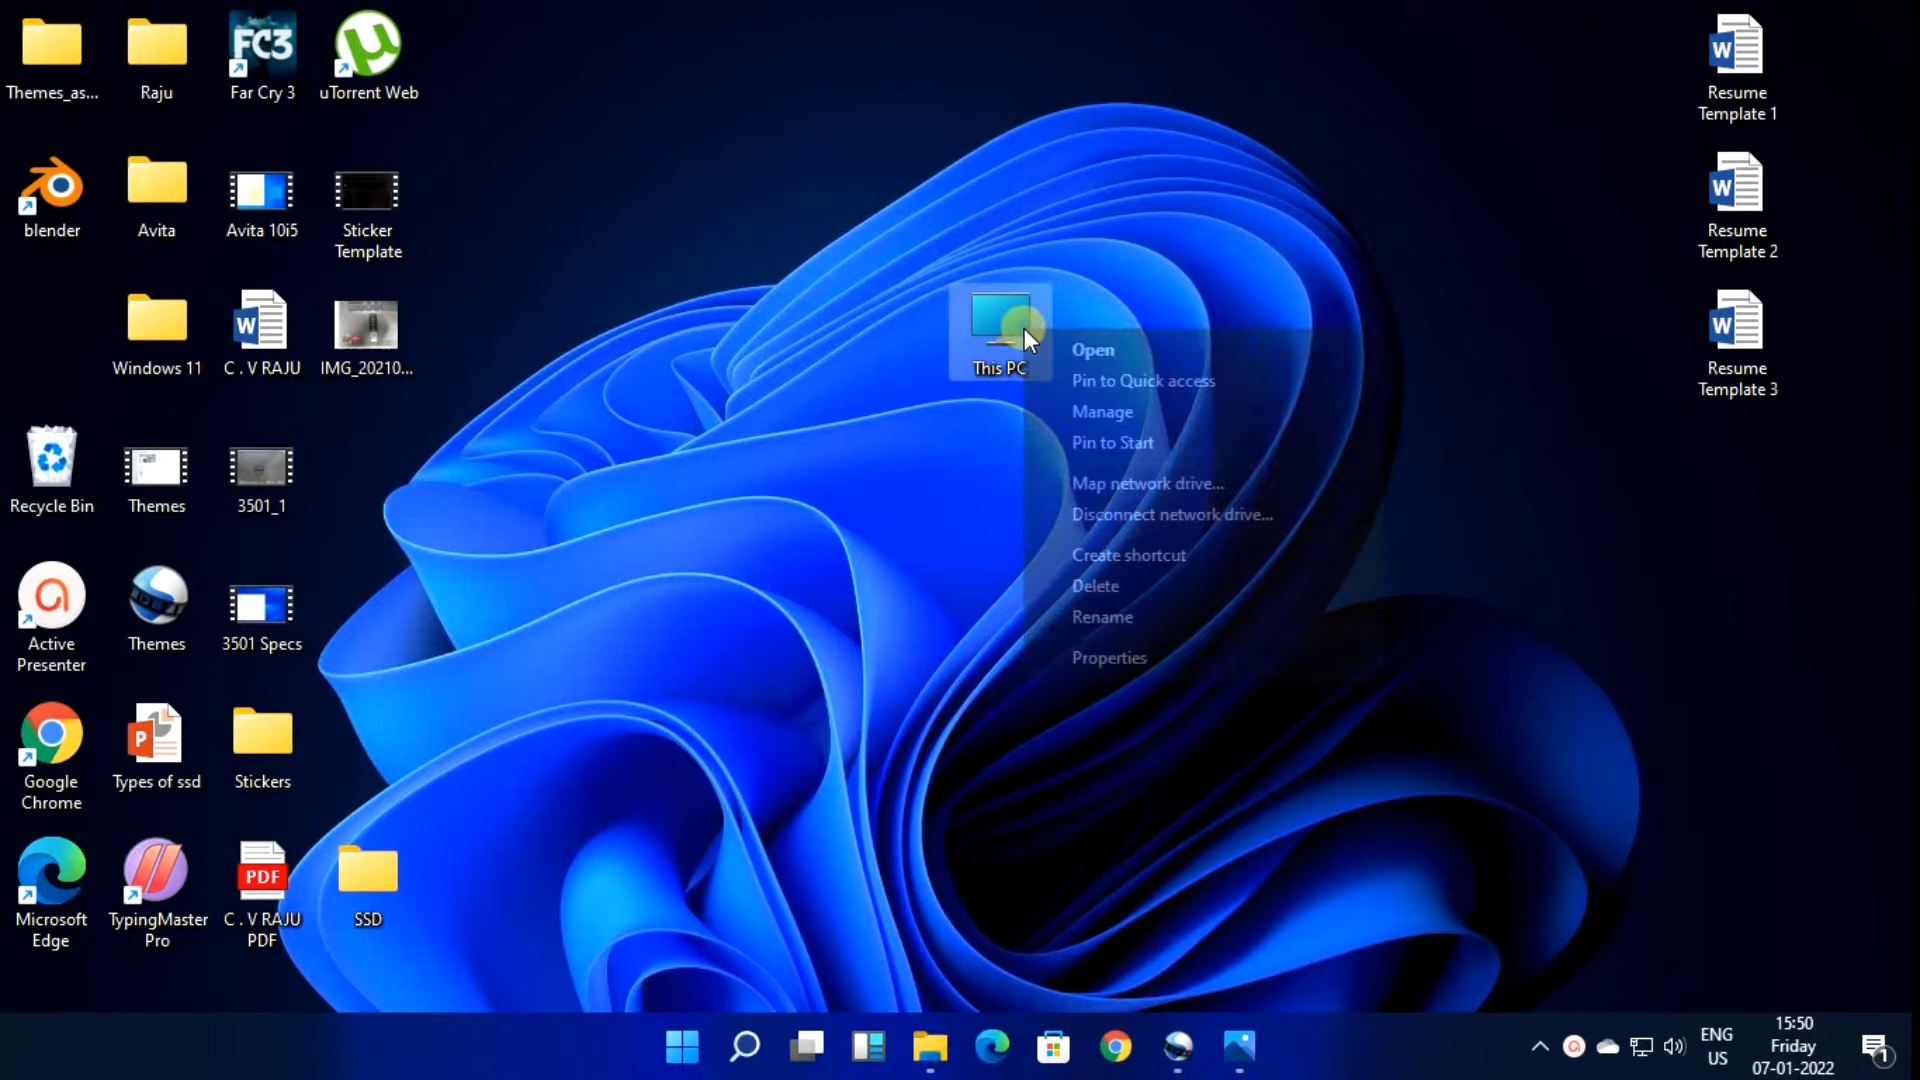 Themes_as...
Raju
FC3
Far Cry 3
uTorrent Web
W
Resume
Template 1
blender
Avita
Avita 10i5
Sticker
Template
W
Resume
Template 2
Windows 11
W
C . V RAJU
IMG_20210...
This PC
W
Resume
Template 3
Open
Pin to Quick access
Manage
Pin to Start
Map network drive...
Disconnect network drive...
Create shortcut
Delete
Rename
Properties
Recycle Bin
Themes
3501_1
Active
Presenter
Themes
3501 Specs
Google
Chrome
P
Types of ssd
Stickers
Microsoft
Edge
TypingMaster
Pro
PDF
C . V RAJU
PDF
SSD
ENG
US
15:50
Friday
07-01-2022
1